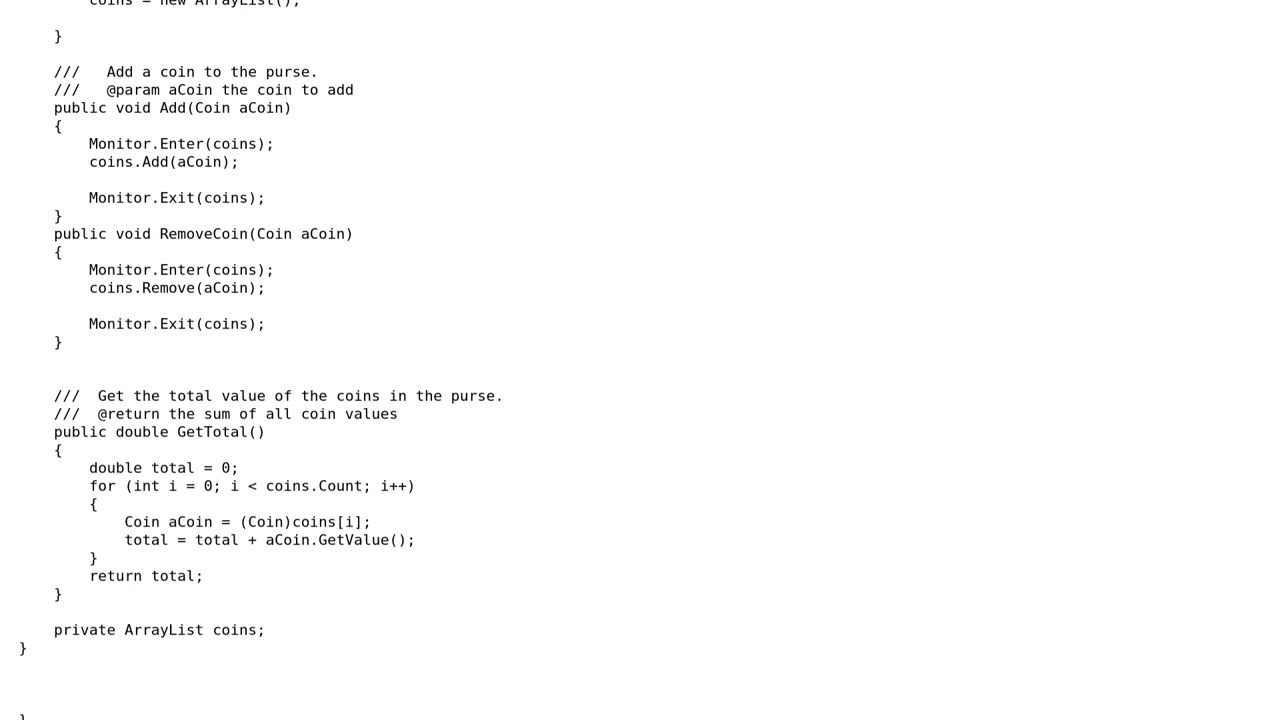 coins = new ArrayList();
}
/// Add a coin to the purse.
/// @param aCoin the coin to add
public void Add(Coin aCoin)
{
Monitor.Enter(coins);
coins.Add(aCoin);
Monitor.Exit(coins);
}
public void RemoveCoin(Coin aCoin)
{
Monitor.Enter(coins);
coins.Remove(aCoin);
Monitor.Exit(coins);
}
/// Get the total value of the coins in the purse.
/// @return the sum of all coin values
public double GetTotal()
{
double total = 0;
for (int i = 0; i < coins.Count; i++)
{
Coin aCoin = (Coin)coins[i];
total = total + aCoin.GetValue();
}
return total;
}
private ArrayList coins;
}
}